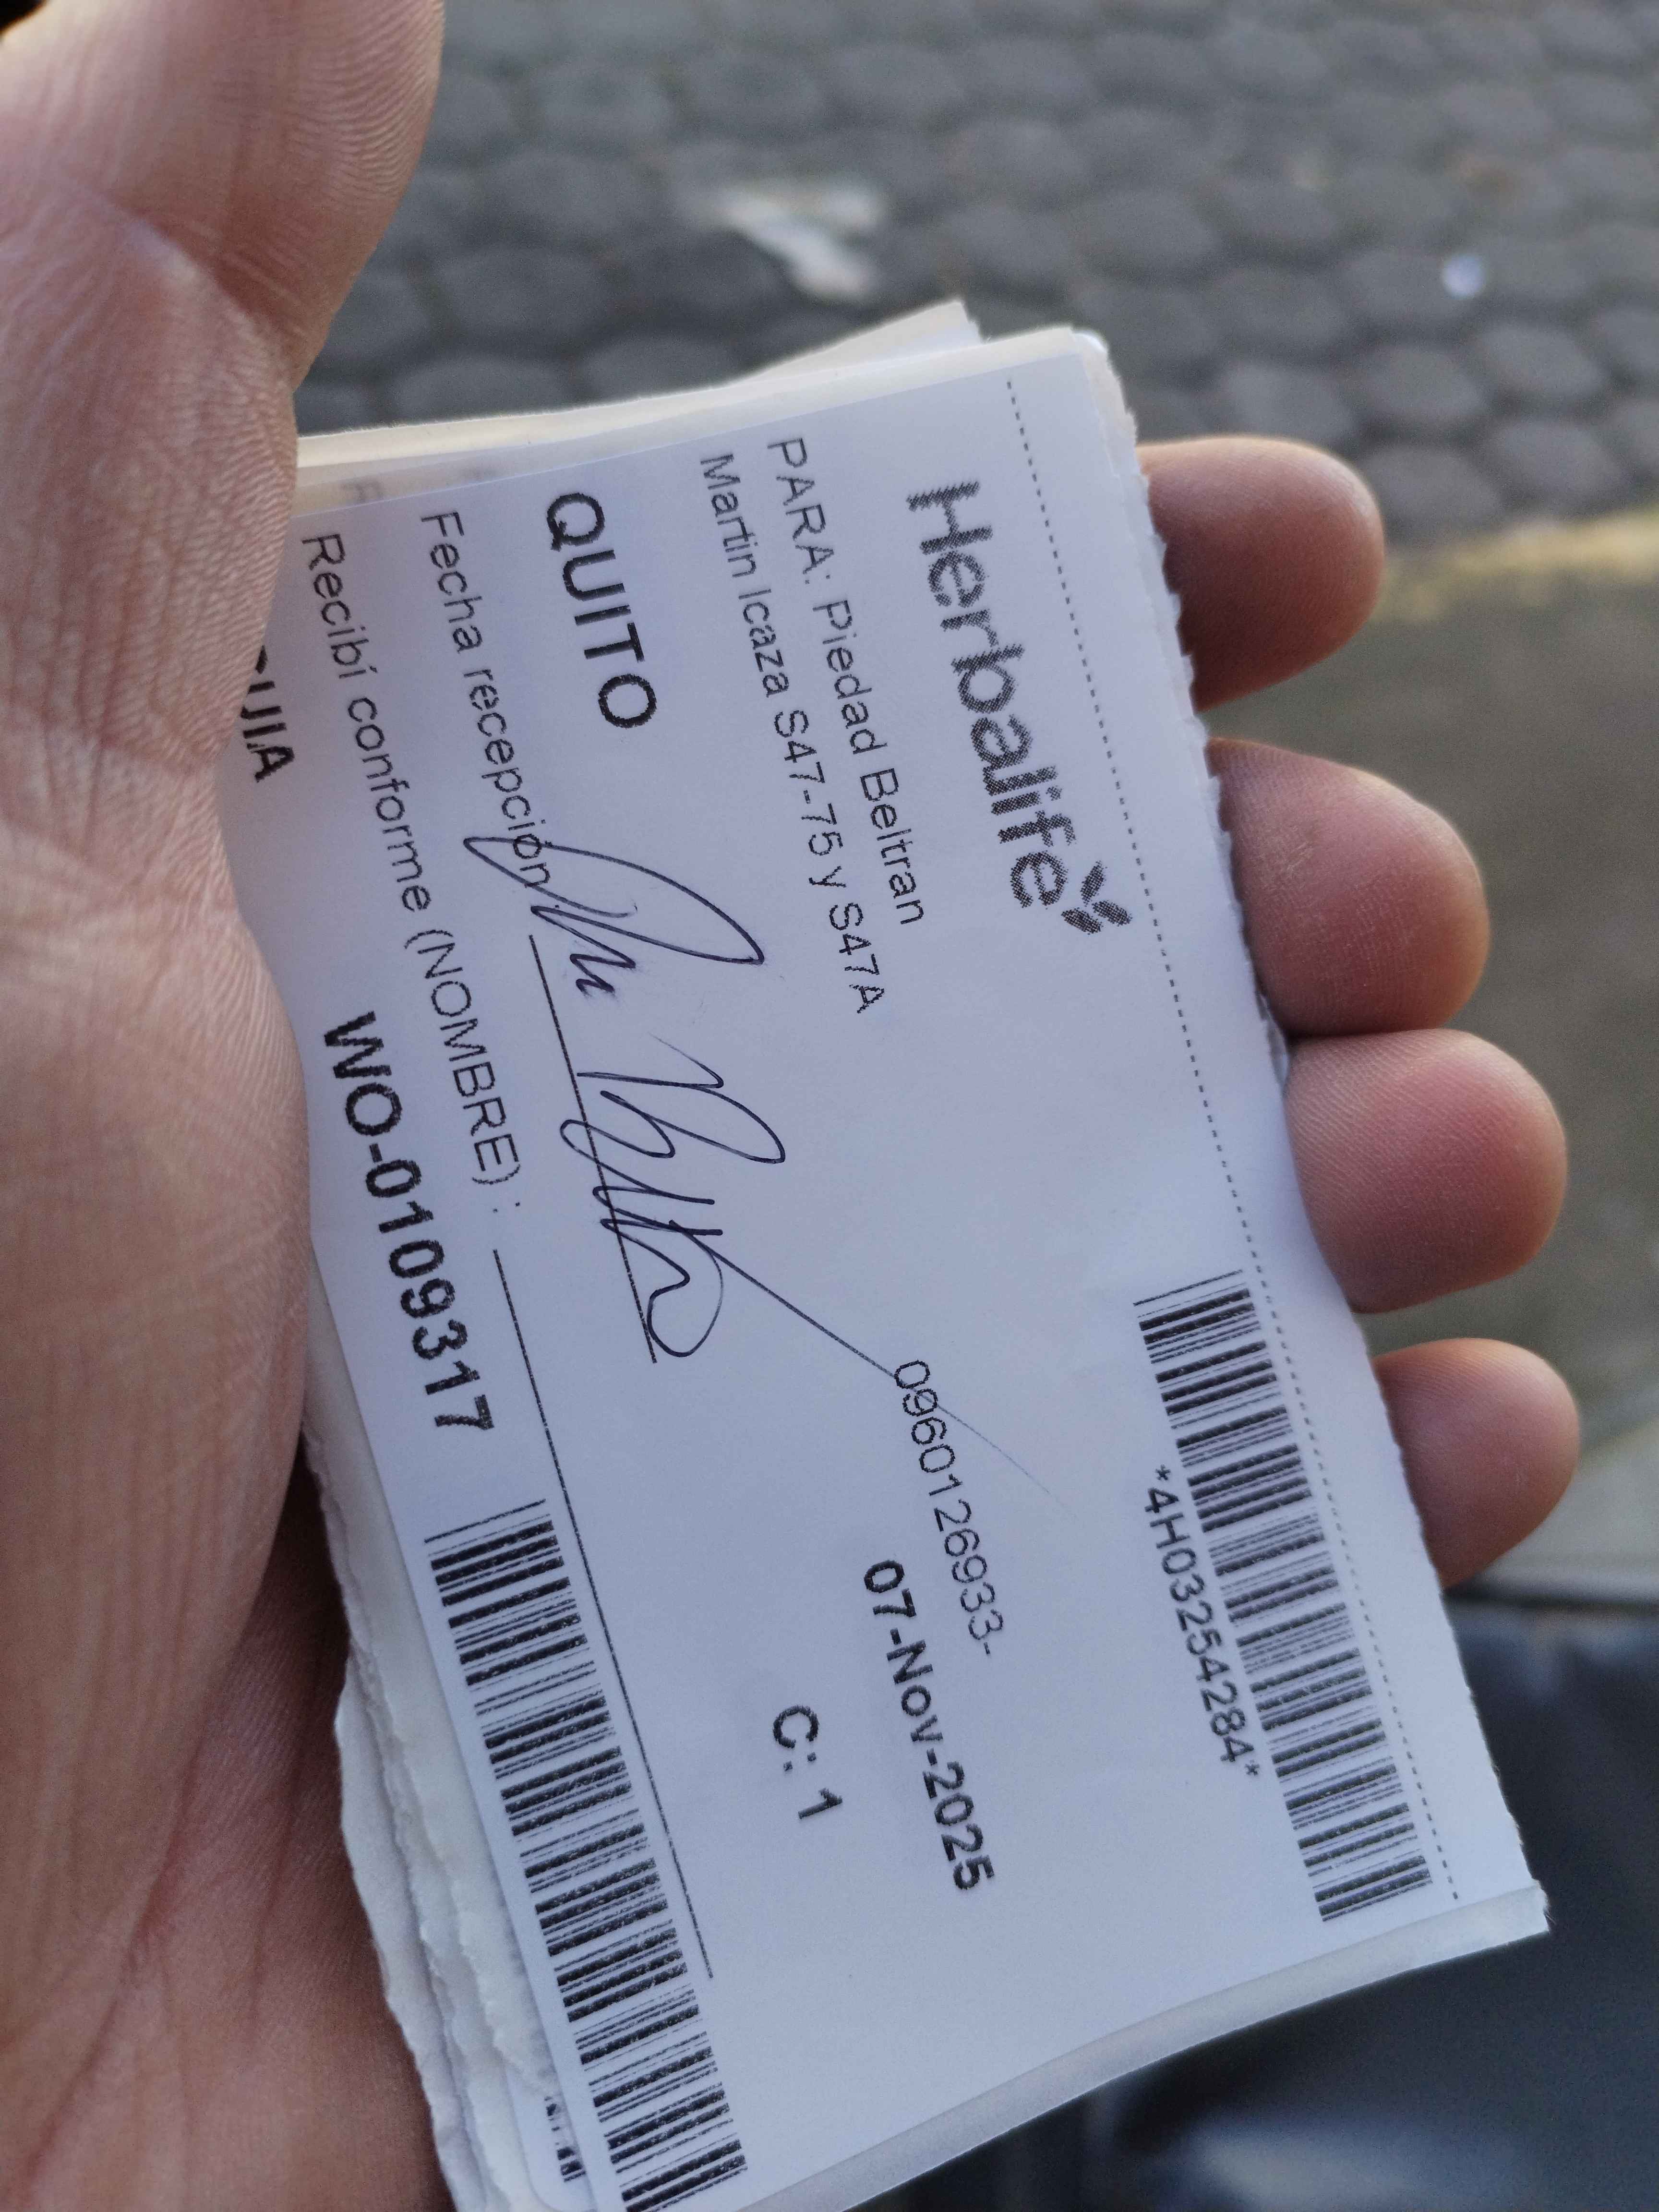 Herbalife
*4H03254284*
PARA: Piedad Beltran
0960126933-
Martin Icaza S47-75 y S47A
07-Nov-2025
QUITO
C: 1
Fecha recepción
Recibí conforme (NOMBRE) :
WO-0109317